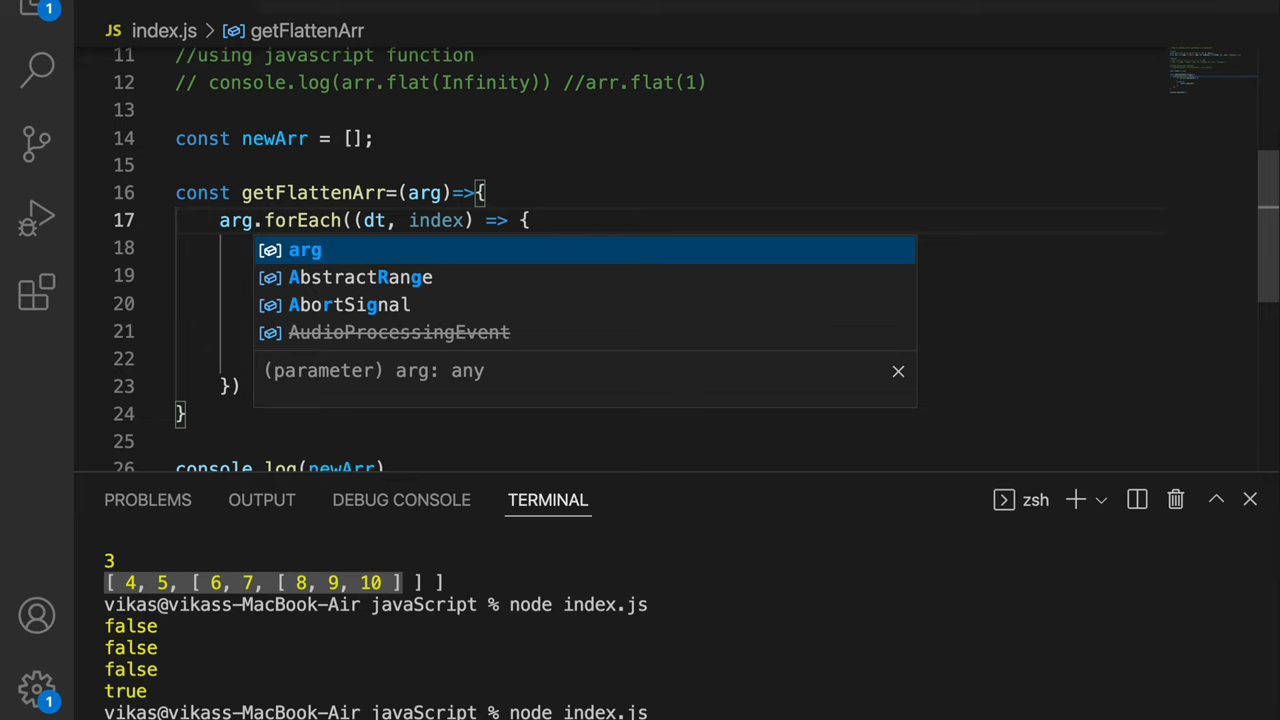 1
JS index.js > getFlattenArr
11 //using javascript function
12 // console.log(arr.flat(Infinity)) //arr.flat(1)
13
14 const newArr = [];
15
16 const getFlattenArr=(arg)=>{
17 arg.forEach((dt, index) => {
18 arg
19 AbstractRange
20 AbortSignal
21 AudioProcessingEvent
22 (parameter) arg: any
23 })
24 }
25
26 console.log(newArr)
PROBLEMS OUTPUT DEBUG CONSOLE TERMINAL zsh
3
[ 4, 5, [ 6, 7, [ 8, 9, 10 ] ] ]
vikas@vikass-MacBook-Air javaScript % node index.js
false
false
false
true
vikas@vikass-MacBook-Air javaScript % node index.js
1